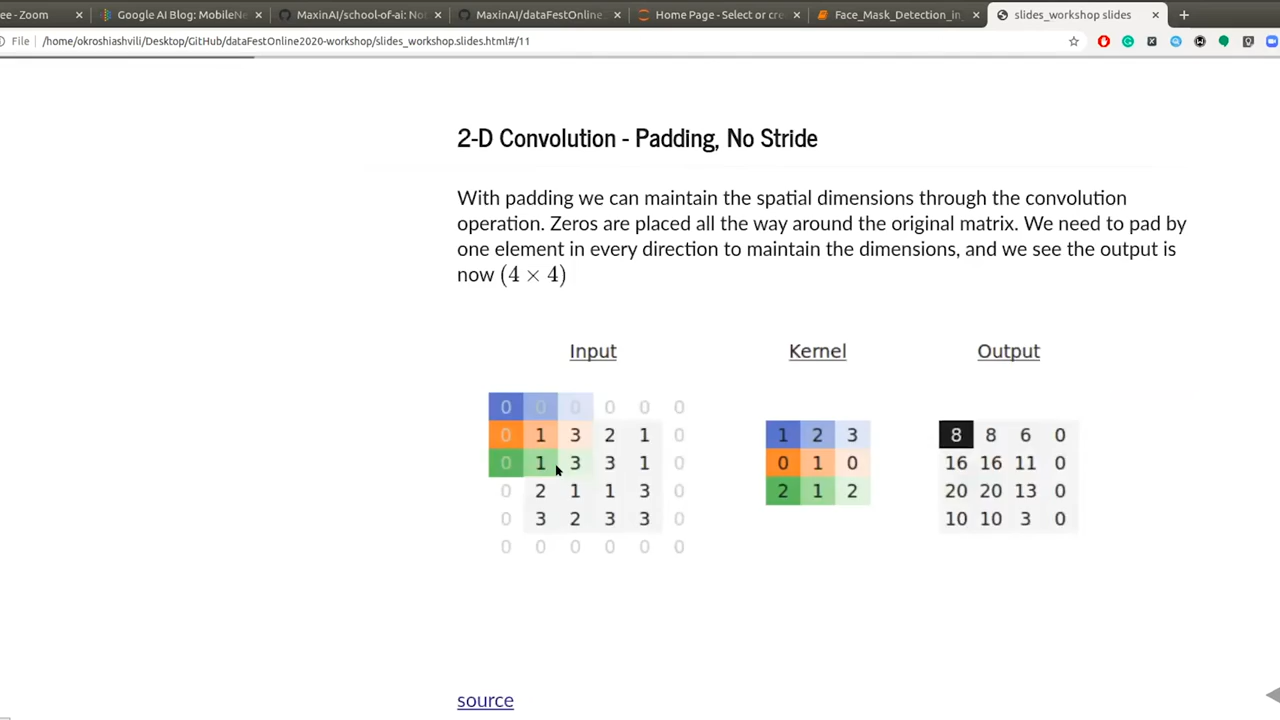 ee - Zoom
Google AI Blog: MobileNe
MaxinAI/school-of-ai: No
MaxinAI/dataFestOnline
Home Page - Select or cre
Face_Mask_Detection_in
slides_workshop slides
File /home/okroshiashvili/Desktop/GitHub/dataFestOnline2020-workshop/slides_workshop.slides.html#/11
2-D Convolution - Padding, No Stride
With padding we can maintain the spatial dimensions through the convolution
operation. Zeros are placed all the way around the original matrix. We need to pad by
one element in every direction to maintain the dimensions, and we see the output is
now (4 × 4)
Input
0 0 0 0 0 0
0 1 3 2 1 0
0 1 3 3 1 0
0 2 1 1 3 0
0 3 2 3 3 0
0 0 0 0 0 0
Kernel
1 2 3
0 1 0
2 1 2
Output
8 8 6 0
16 16 11 0
20 20 13 0
10 10 3 0
source